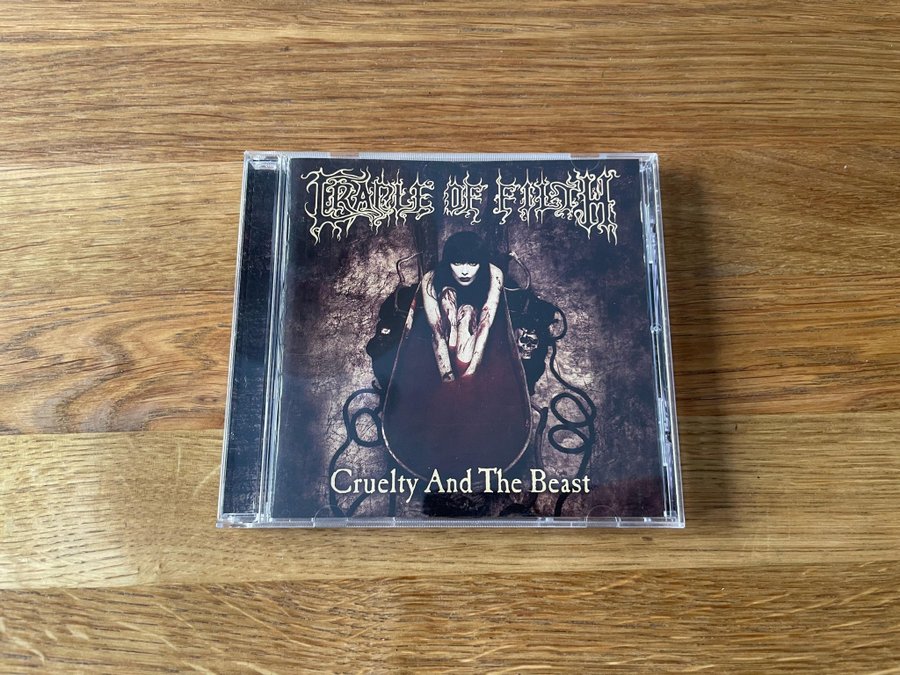 CRADLE OF FILTH
Cruelty And The Beast